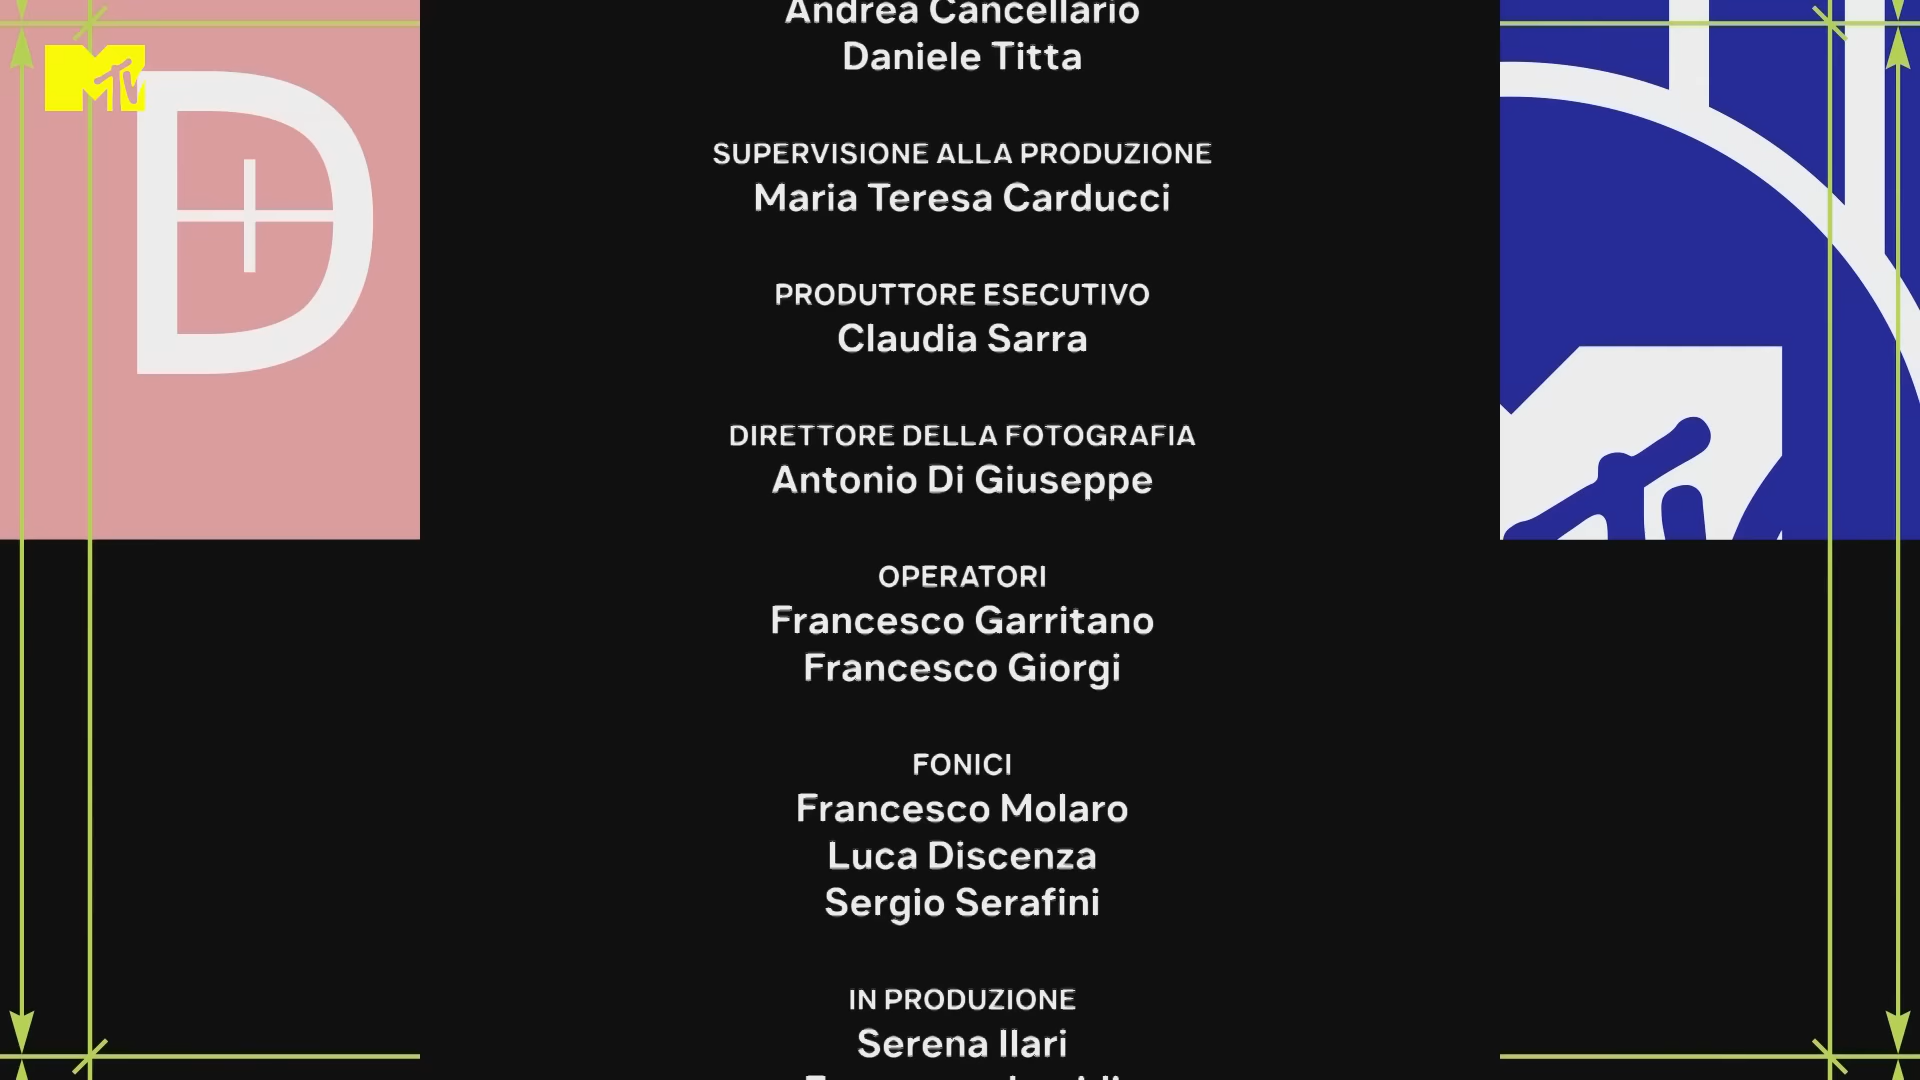 MTV
D
Andrea Cancellario
Daniele Titta
SUPERVISIONE ALLA PRODUZIONE
Maria Teresa Carducci
PRODUTTORE ESECUTIVO
Claudia Sarra
DIRETTORE DELLA FOTOGRAFIA
Antonio Di Giuseppe
OPERATORI
Francesco Garritano
Francesco Giorgi
FONICI
Francesco Molaro
Luca Discenza
Sergio Serafini
IN PRODUZIONE
Serena Ilari